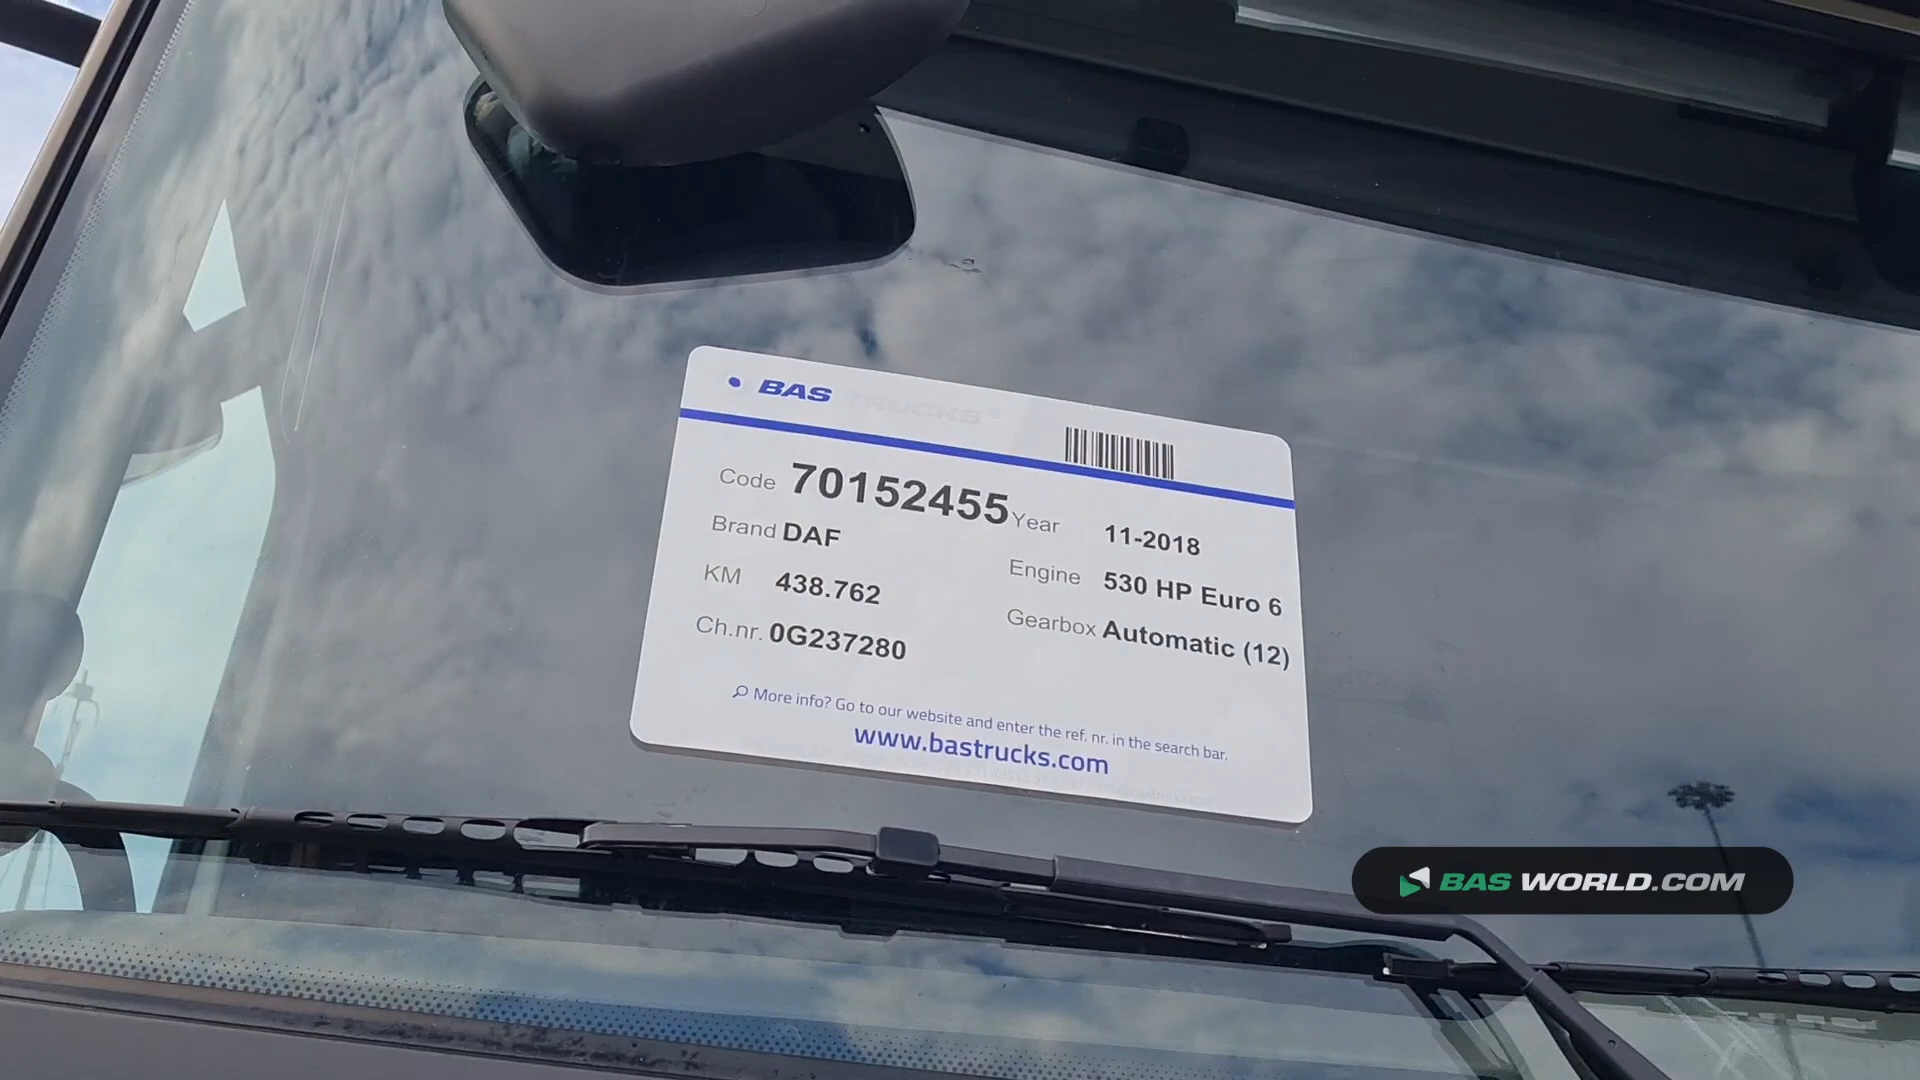 BAS TRUCKS
Code 70152455
Year 11-2018
Brand DAF
Engine 530 HP Euro 6
KM 438.762
Gearbox Automatic (12)
Ch.nr. 0G237280
More info? Go to our website and enter the ref. nr. in the search bar.
www.bastrucks.com
BAS WORLD.COM